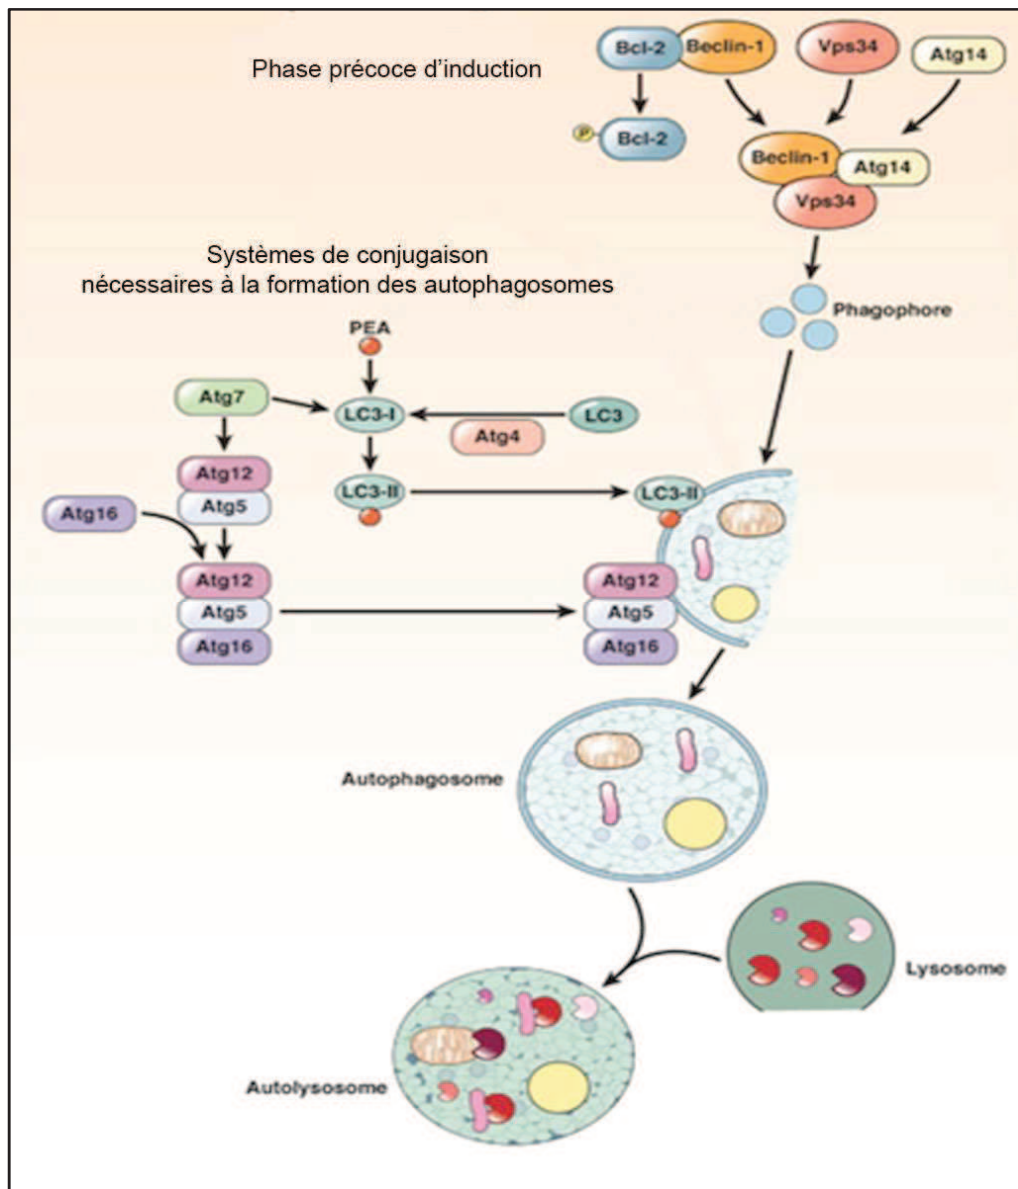 Bcl-2
Beclin-1
Vps34
Atg14
Phase précoce d'induction
P
Bcl-2
Beclin-1
Atg14
Vps34
Systèmes de conjugaison
nécessaires à la formation des autophagosomes
Phagophore
PEA
Atg7
LC3-I
LC3
Atg4
Atg12
Atg5
LC3-II
LC3-II
Atg16
Atg12
Atg5
Atg16
Atg12
Atg5
Atg16
Autophagosome
Lysosome
Autolysosome